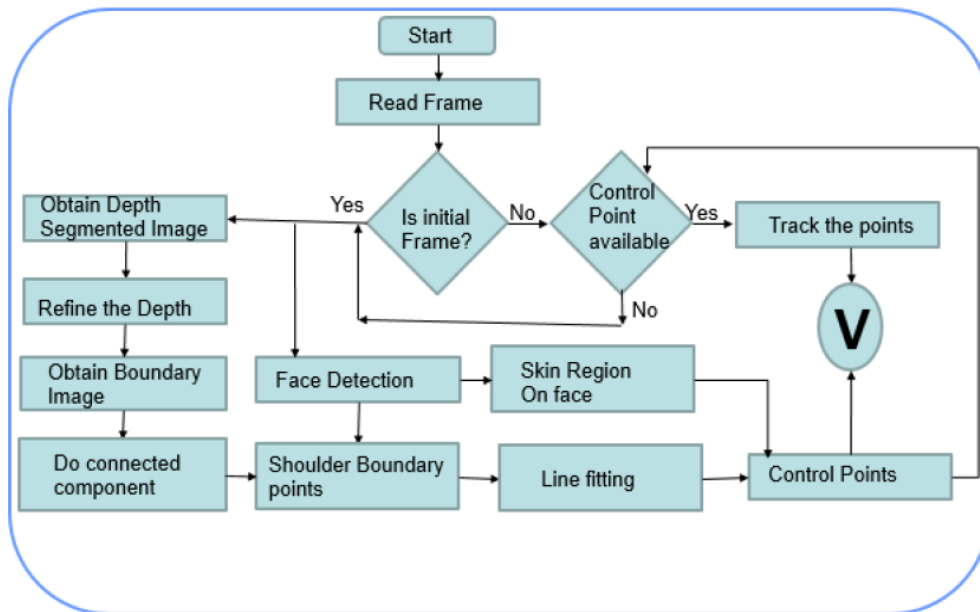 Start
Read Frame
Is initial
Frame?
Yes
No
Control
Point
available
Yes
No
Track the points
V
Obtain Depth
Segmented Image
Refine the Depth
Obtain Boundary
Image
Do connected
component
Face Detection
Skin Region
On face
Shoulder Boundary
points
Line fitting
Control Points